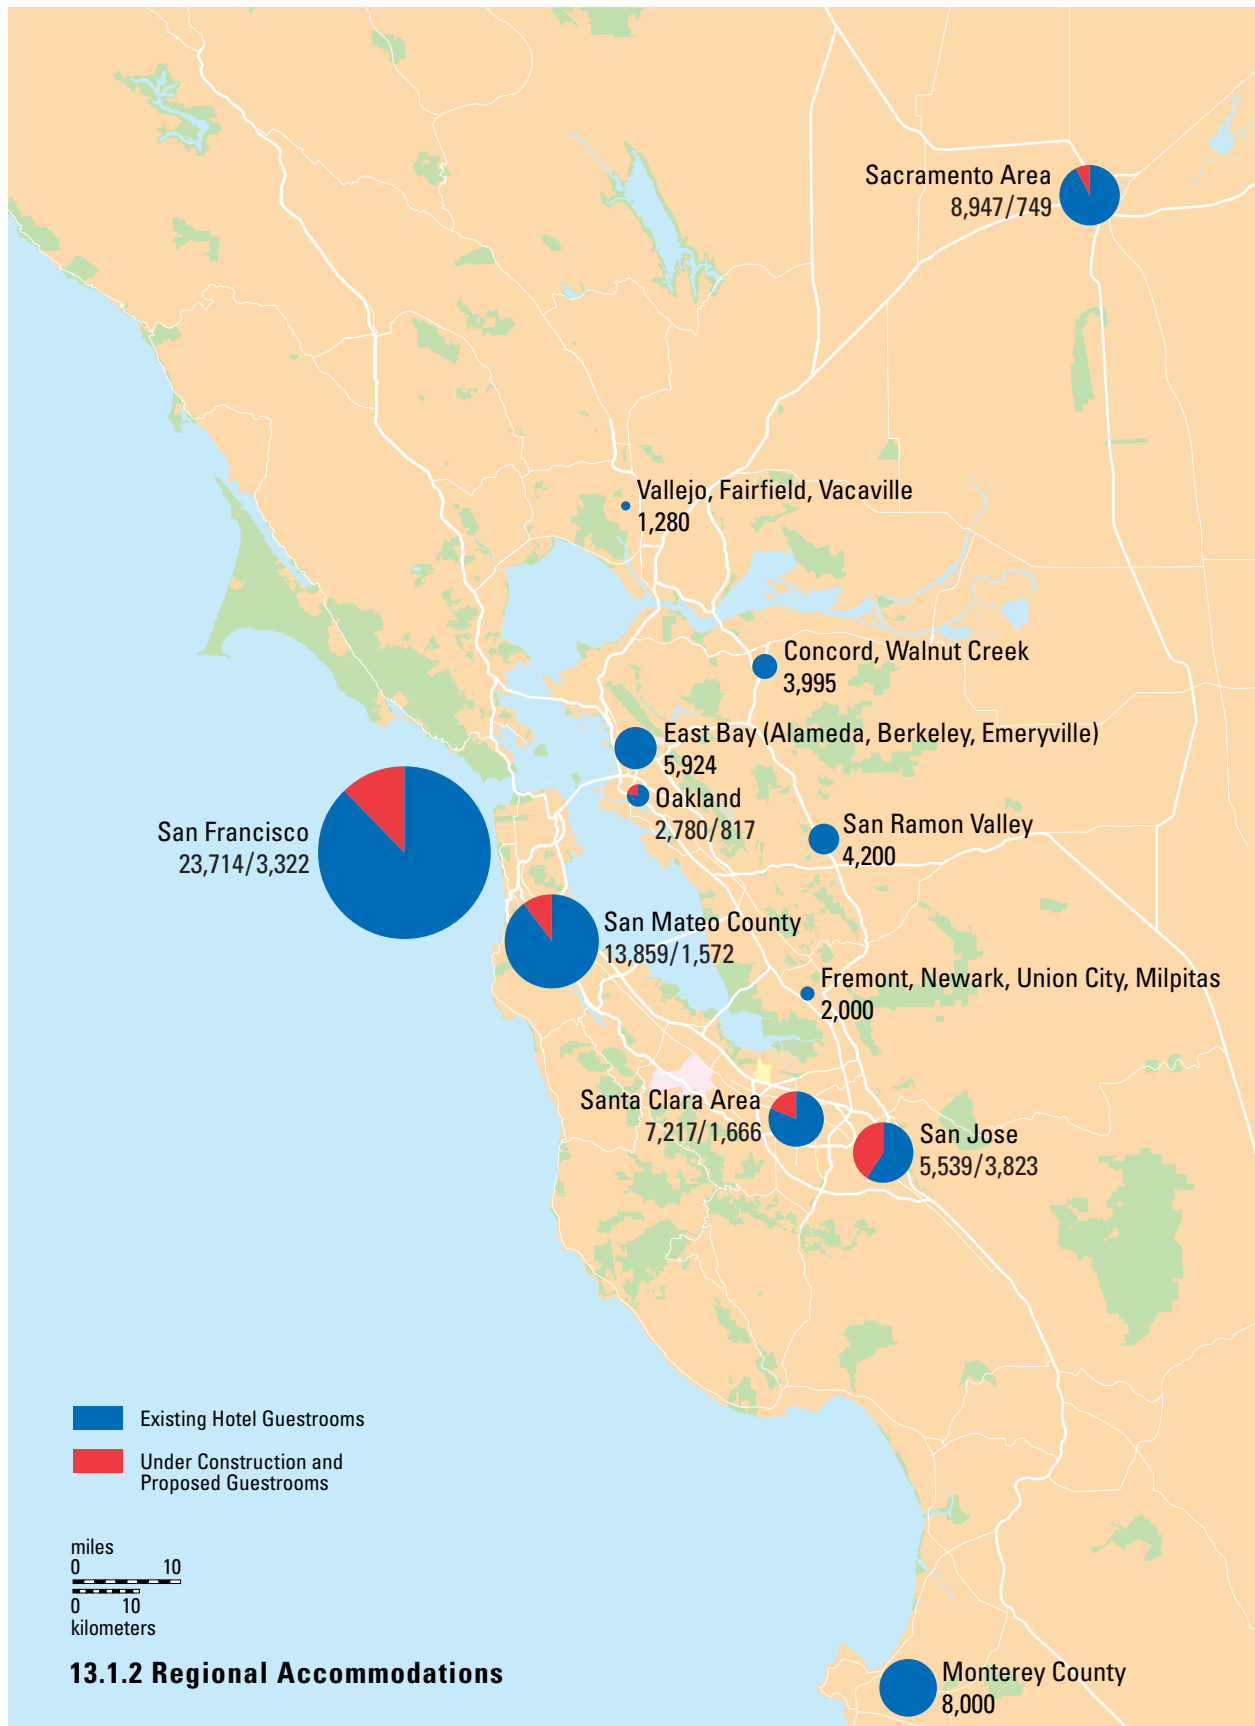 Sacramento Area
8,947/749
Vallejo, Fairfield, Vacaville
1,280
Concord, Walnut Creek
3,995
East Bay (Alameda, Berkeley, Emeryville)
5,924
Oakland
2,780/817
San Francisco
23,714/3,322
San Ramon Valley
4,200
San Mateo County
13,859/1,572
Fremont, Newark, Union City, Milpitas
2,000
Santa Clara Area
7,217/1,666
San Jose
5,539/3,823
Existing Hotel Guestrooms
Under Construction and
Proposed Guestrooms
miles
0 10
0 10
kilometers
13.1.2 Regional Accommodations
Monterey County
8,000